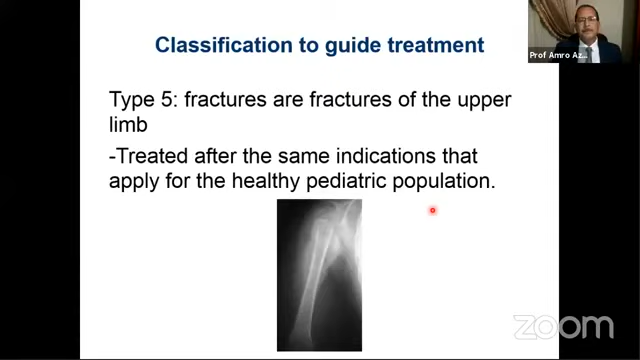 Classification to guide treatment
Prof Amro Az...
Type 5: fractures are fractures of the upper
limb
-Treated after the same indications that
apply for the healthy pediatric population.
zoom